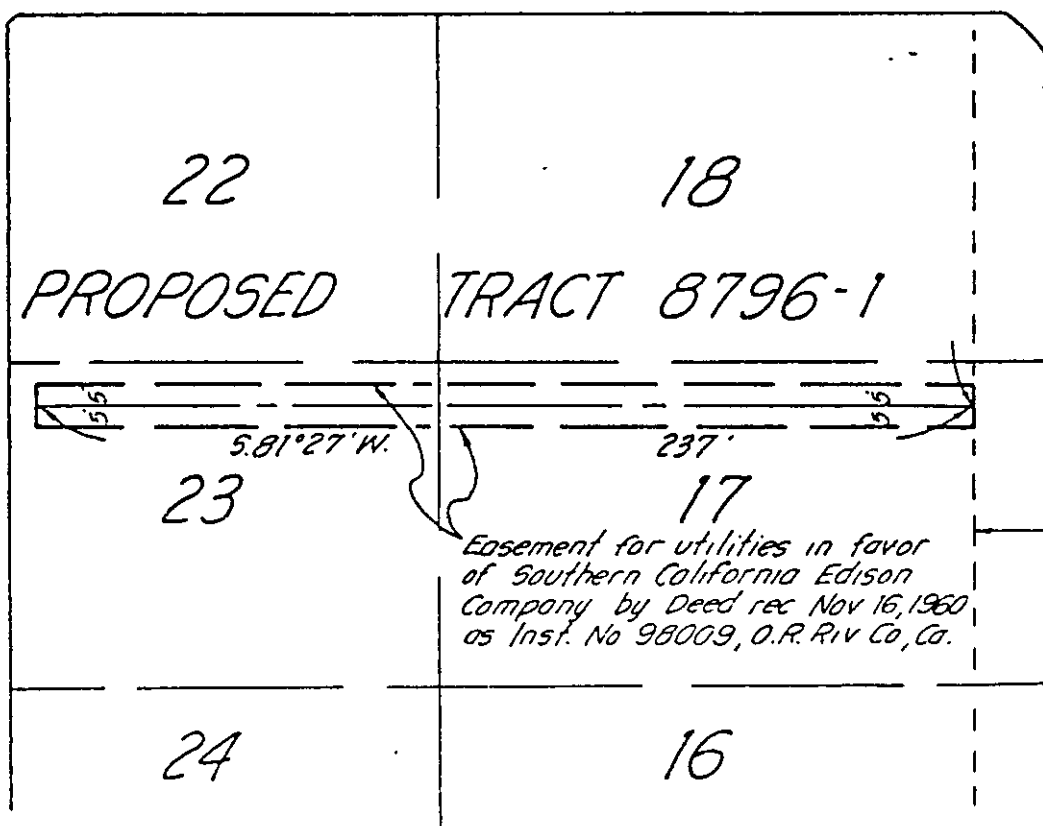 22
18
PROPOSED TRACT 8796-1
5' 5'
5' 5'
S.81°27'W.
237'
23
17
Easement for utilities in favor
of Southern California Edison
Company by Deed rec Nov 16, 1960
as Inst. No 98009, O.R. Riv Co, Ca.
24
16